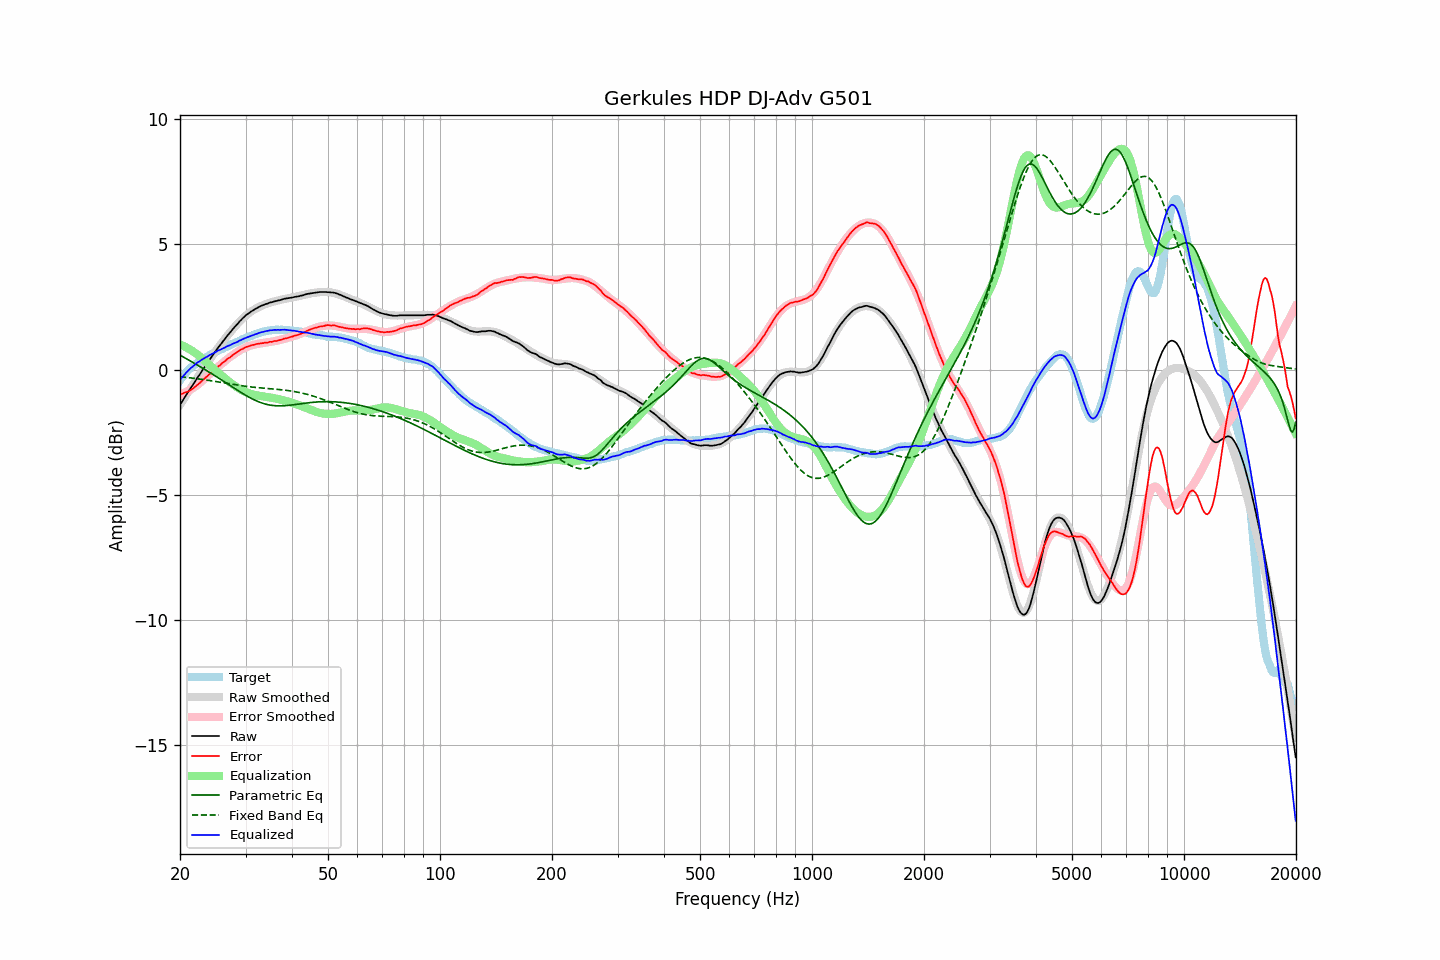 Gerkules HDP DJ-Adv G501
10
5
0
−5
−10
−15
Amplitude (dBr)
Target
Raw Smoothed
Error Smoothed
Raw
Error
Equalization
Parametric Eq
Fixed Band Eq
Equalized
20 50 100 200 500 1000 2000 5000 10000 20000
Frequency (Hz)